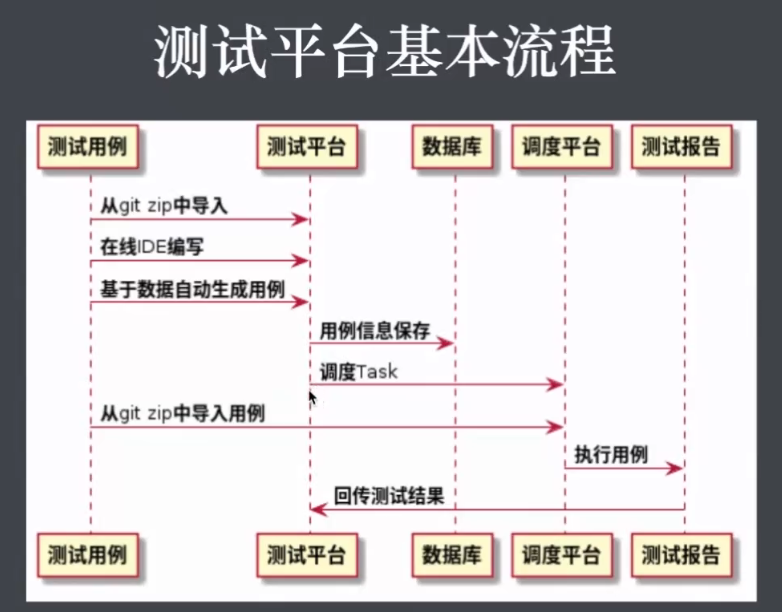 测试平台基本流程
测试用例 测试平台 数据库 调度平台 测试报告
从git zip中导入
在线IDE编写
基于数据自动生成用例
用例信息保存
调度Task
从git zip中导入用例
执行用例
回传测试结果
测试用例 测试平台 数据库 调度平台 测试报告